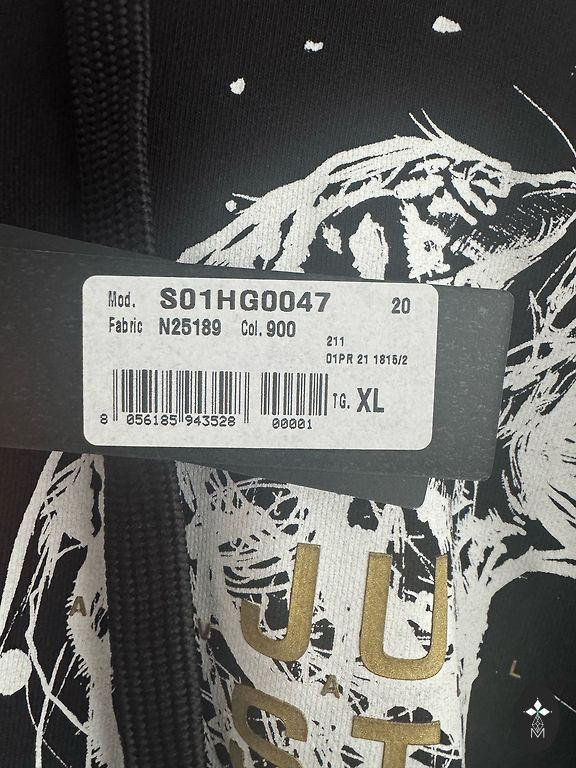 Mod. S01HG0047 20
Fabric N25189 Col. 900
211
01PR 21 1815/2
TG. XL
8 056185 943528 00001
JU
A V A L
ST
M